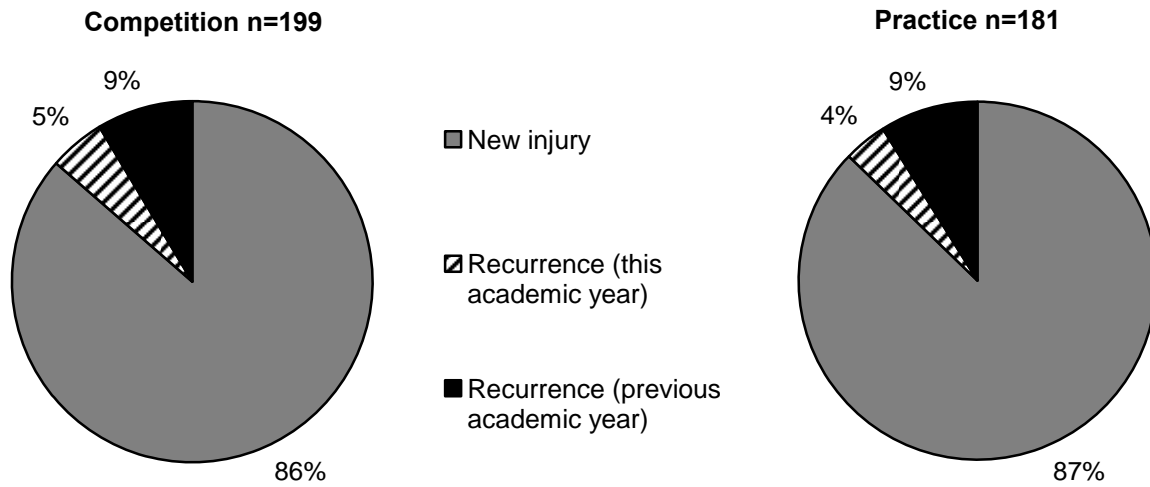 Competition n=199
9%
5%
86%
New injury
Recurrence (this
academic year)
Recurrence (previous
academic year)
Practice n=181
9%
4%
87%